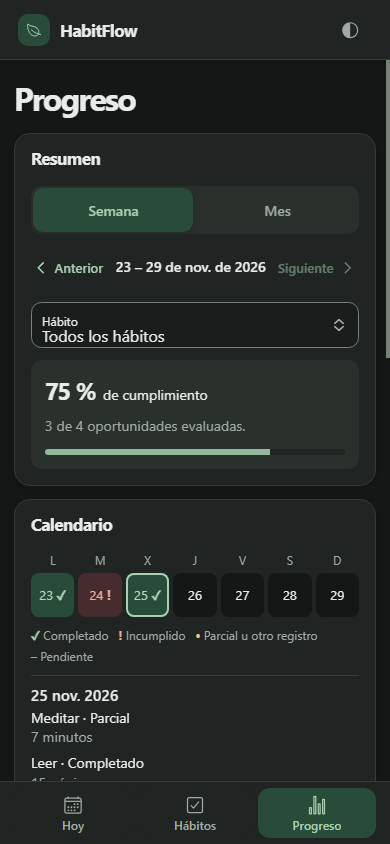 HabitFlow
Progreso
Resumen
Semana Mes
Anterior 23 – 29 de nov. de 2026 Siguiente
Hábito
Todos los hábitos
75 % de cumplimiento
3 de 4 oportunidades evaluadas.
Calendario
L M X J V S D
23 ✓ 24 ! 25 ✓ 26 27 28 29
✓ Completado ! Incumplido • Parcial u otro registro
– Pendiente
25 nov. 2026
Meditar · Parcial
7 minutos
Leer · Completado
Hoy Hábitos Progreso